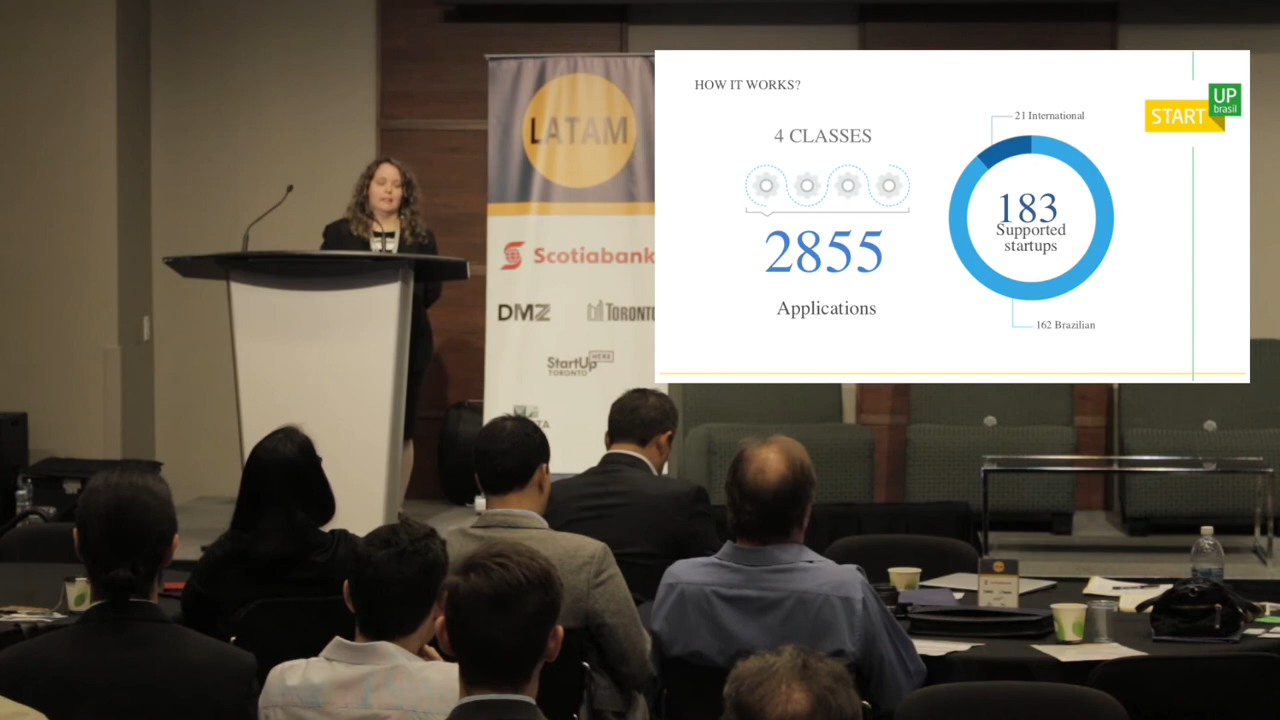 LATAM
Scotiabank
DMZ
TORONTO
StartUp HERE
TORONTO
HOW IT WORKS?
4 CLASSES
2855
Applications
21 International
183
Supported
startups
162 Brazilian
START UP
brasil